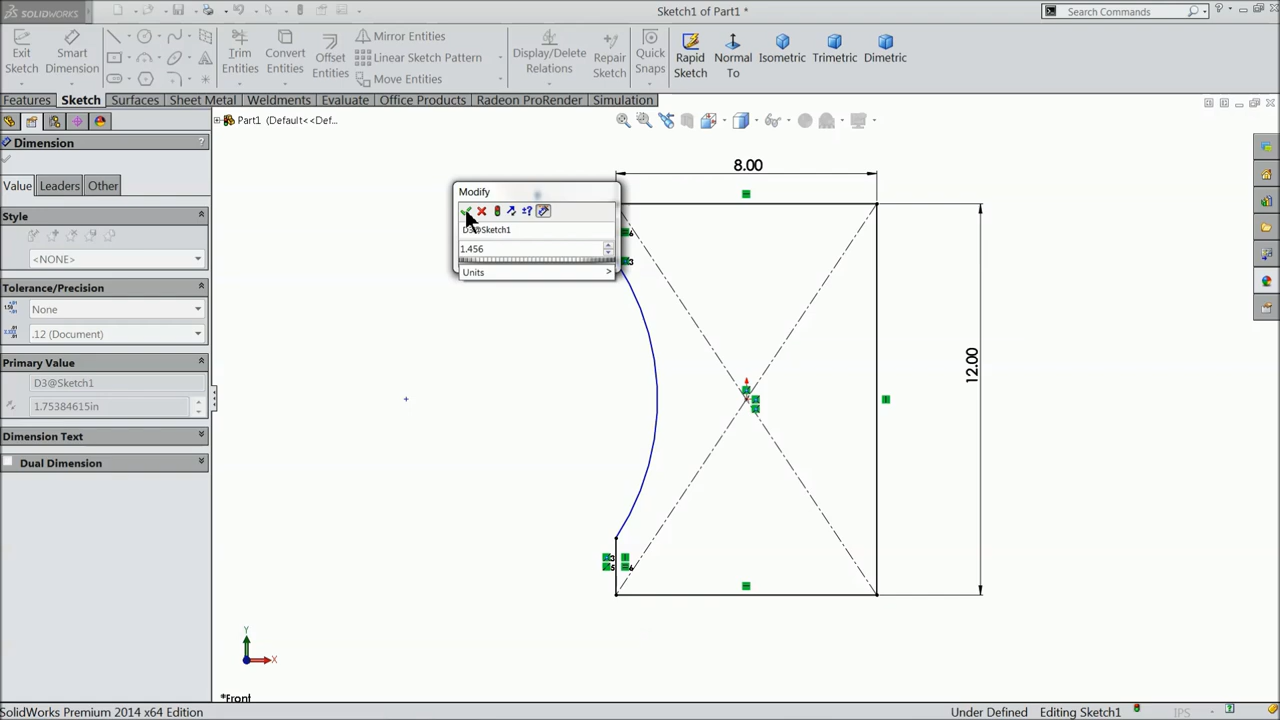 SOLIDWORKS
Sketch1 of Part1 *
Search Commands
Exit Sketch
Smart Dimension
Trim Entities
Convert Entities
Offset Entities
Mirror Entities
Linear Sketch Pattern
Move Entities
Display/Delete Relations
Repair Sketch
Quick Snaps
Rapid Sketch
Normal To
Isometric
Trimetric
Dimetric
Features
Sketch
Surfaces
Sheet Metal
Weldments
Evaluate
Office Products
Radeon ProRender
Simulation
Part1 (Default<<Def...
Dimension
?
Value
Leaders
Other
Style
<NONE>
Tolerance/Precision
None
.12 (Document)
Primary Value
D3@Sketch1
1.75384615in
Dimension Text
Dual Dimension
Modify
D3@Sketch1
1.456
Units >
8.00
12.00
Y
X
*Front
SolidWorks Premium 2014 x64 Edition
Under Defined
Editing Sketch1
IPS